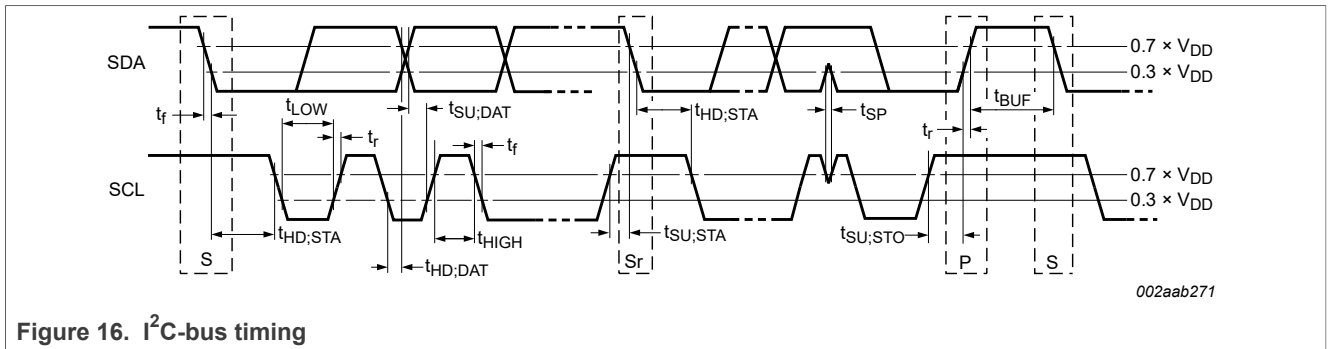 0.7 × VDD
SDA
0.3 × VDD
tLOW
tSU;DAT
tHD;STA
tSP
tBUF
tf
tr
tf
tr
SCL
0.7 × VDD
0.3 × VDD
tHD;STA
tHIGH
tSU;STA
tSU;STO
tHD;DAT
S
Sr
P
S
002aab271
Figure 16. I²C-bus timing